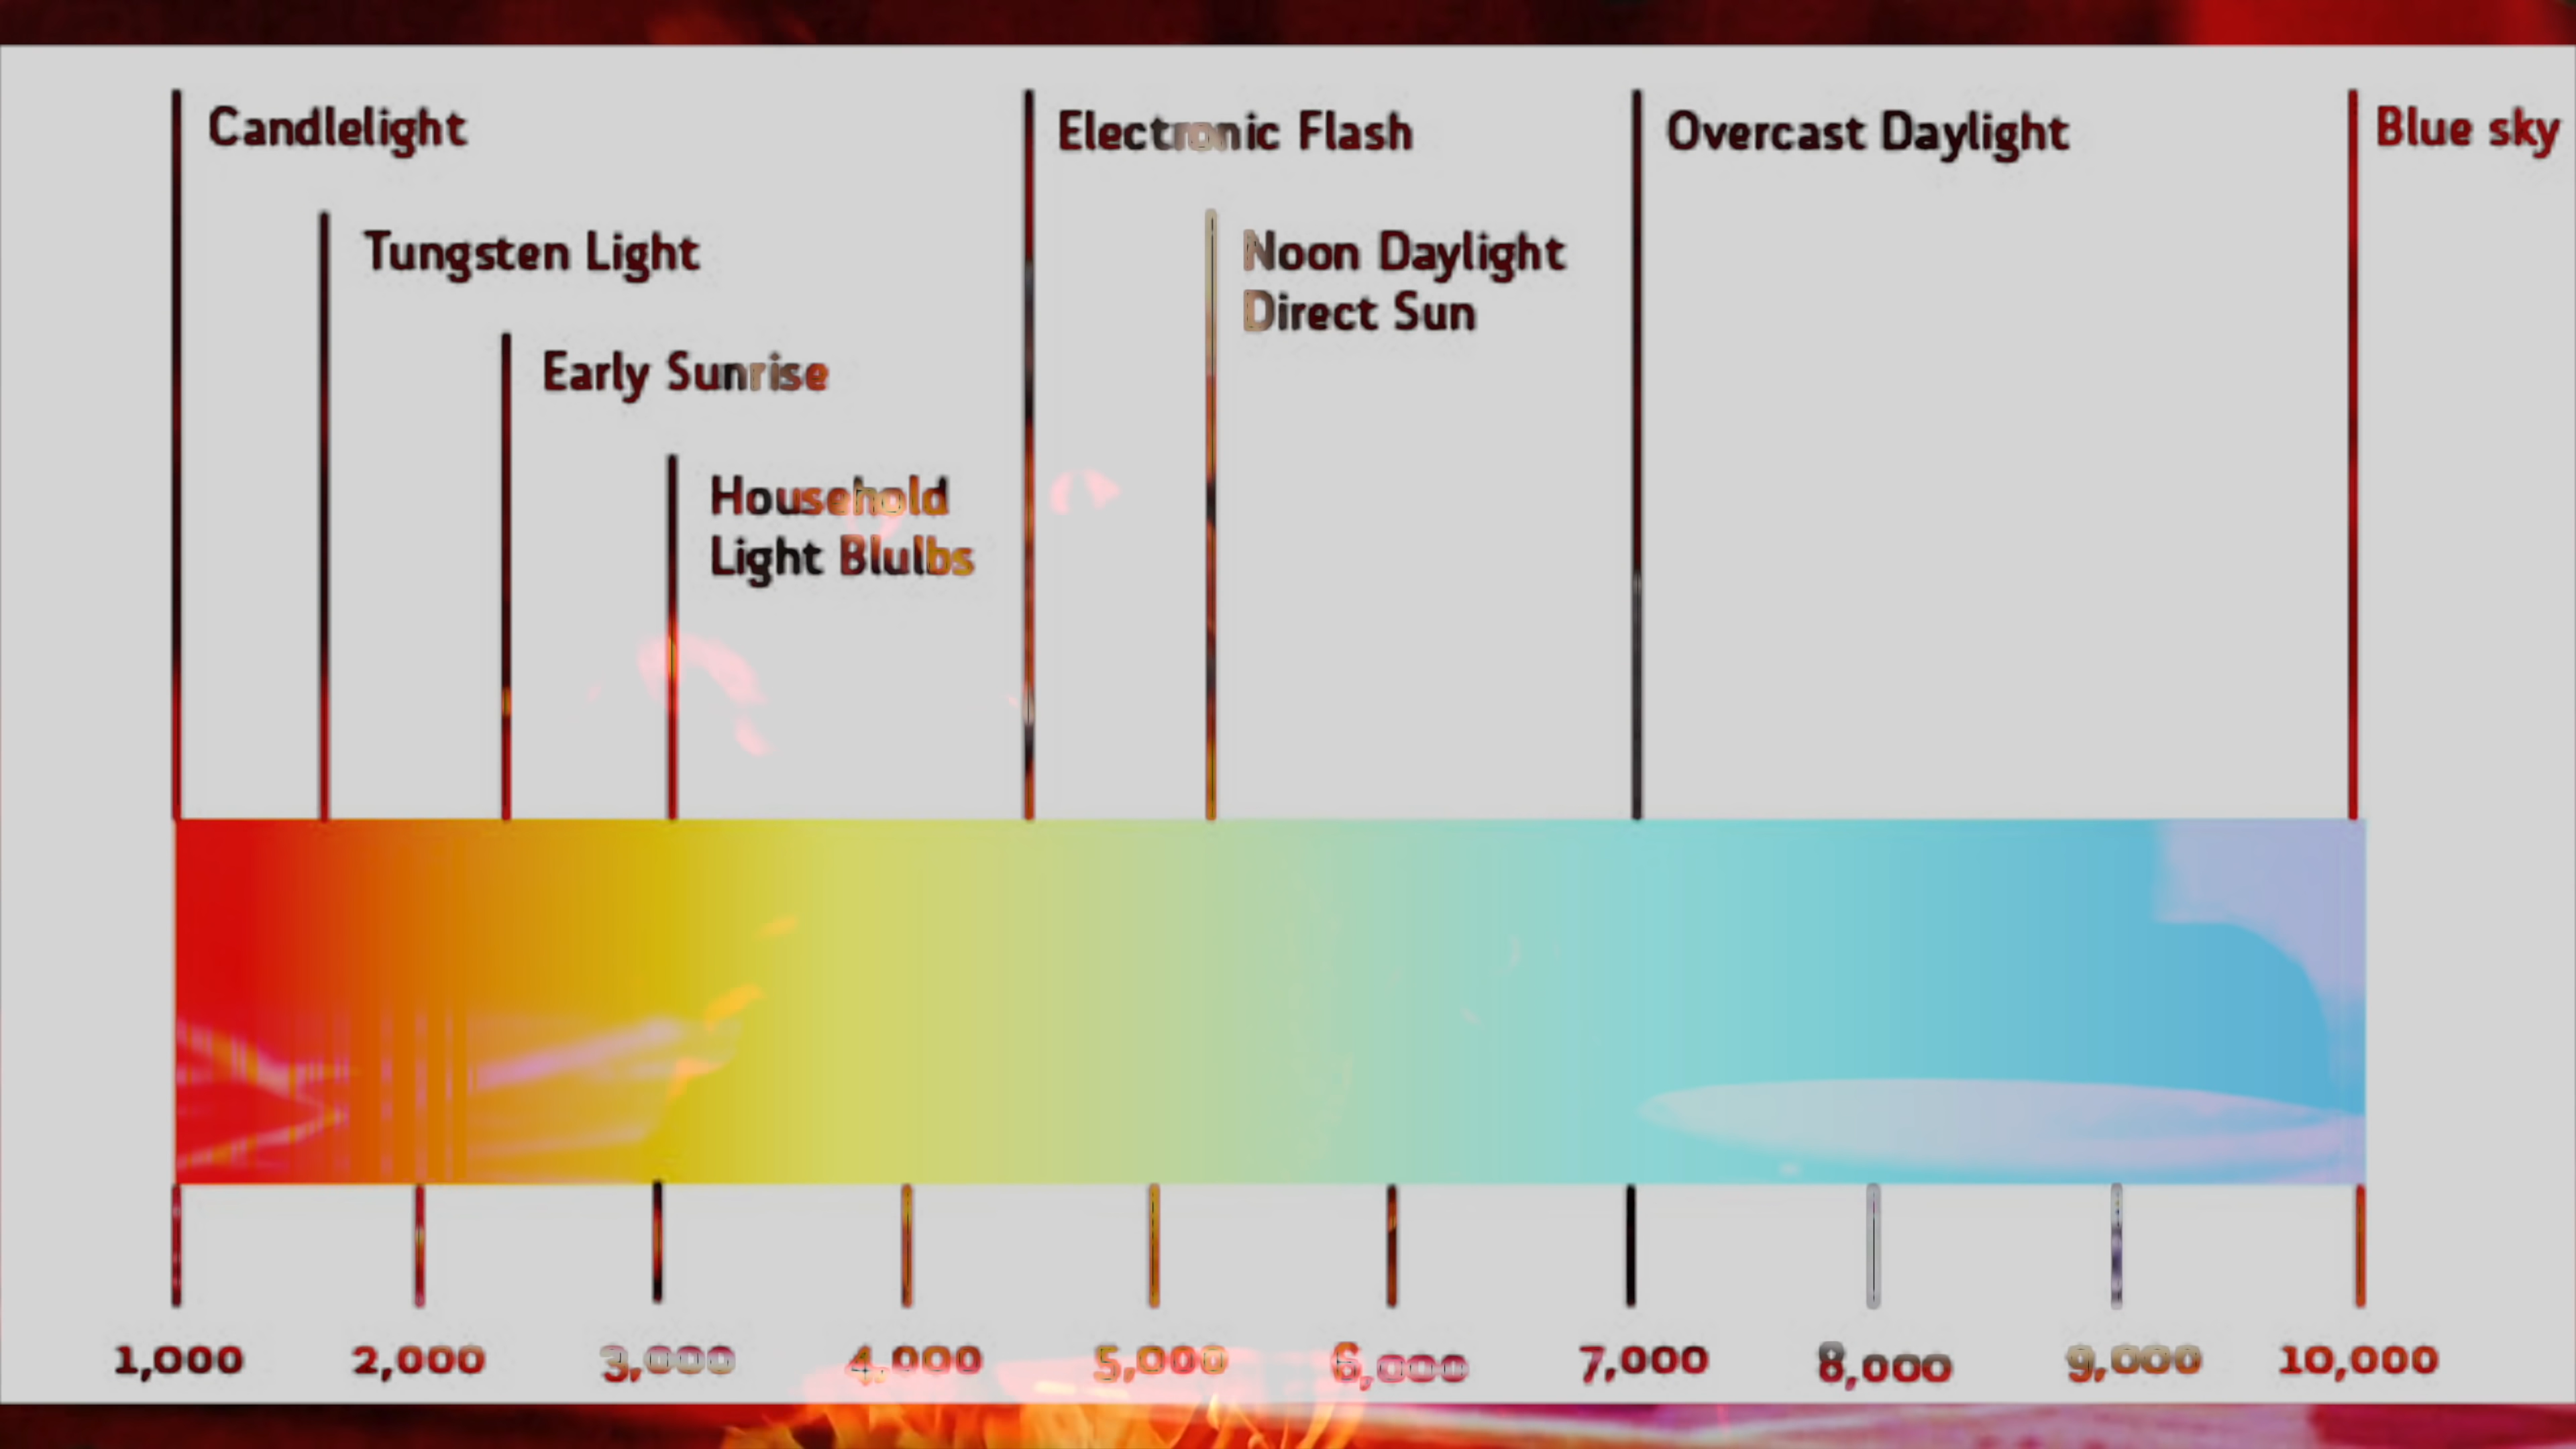 Candlelight
Electronic Flash
Overcast Daylight
Blue sky
Tungsten Light
Noon Daylight
Direct Sun
Early Sunrise
Household
Light Blulbs
1,000 2,000 3,000 4,000 5,000 6,000 7,000 8,000 9,000 10,000